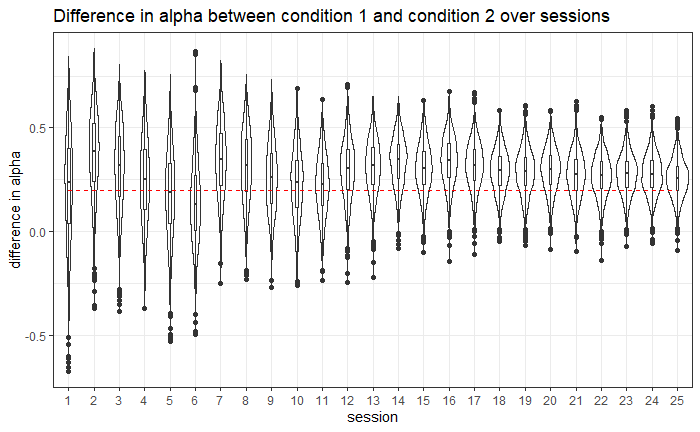 Difference in alpha between condition 1 and condition 2 over sessions
difference in alpha
0.5
0.0
-0.5
1 2 3 4 5 6 7 8 9 10 11 12 13 14 15 16 17 18 19 20 21 22 23 24 25
session